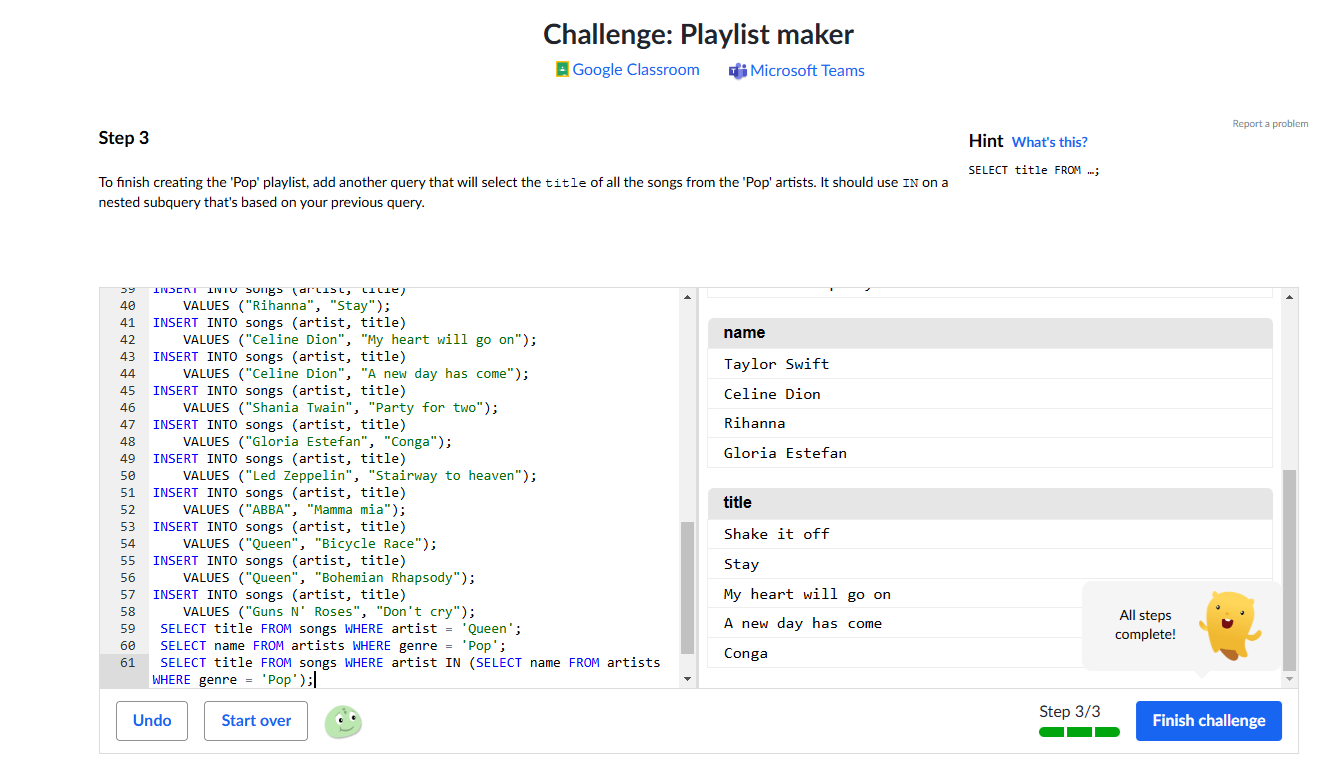 Challenge: Playlist maker
Google Classroom
Microsoft Teams
Report a problem
Step 3
Hint What's this?
To finish creating the 'Pop' playlist, add another query that will select the title of all the songs from the 'Pop' artists. It should use IN on a
nested subquery that's based on your previous query.
SELECT title FROM …;
39 INSERT INTO songs (artist, title)
40 VALUES ("Rihanna", "Stay");
41 INSERT INTO songs (artist, title)
42 VALUES ("Celine Dion", "My heart will go on");
43 INSERT INTO songs (artist, title)
44 VALUES ("Celine Dion", "A new day has come");
45 INSERT INTO songs (artist, title)
46 VALUES ("Shania Twain", "Party for two");
47 INSERT INTO songs (artist, title)
48 VALUES ("Gloria Estefan", "Conga");
49 INSERT INTO songs (artist, title)
50 VALUES ("Led Zeppelin", "Stairway to heaven");
51 INSERT INTO songs (artist, title)
52 VALUES ("ABBA", "Mamma mia");
53 INSERT INTO songs (artist, title)
54 VALUES ("Queen", "Bicycle Race");
55 INSERT INTO songs (artist, title)
56 VALUES ("Queen", "Bohemian Rhapsody");
57 INSERT INTO songs (artist, title)
58 VALUES ("Guns N' Roses", "Don't cry");
59 SELECT title FROM songs WHERE artist = 'Queen';
60 SELECT name FROM artists WHERE genre = 'Pop';
61 SELECT title FROM songs WHERE artist IN (SELECT name FROM artists
WHERE genre = 'Pop');
name
Taylor Swift
Celine Dion
Rihanna
Gloria Estefan
title
Shake it off
Stay
My heart will go on
A new day has come
Conga
All steps
complete!
Undo
Start over
Step 3/3
Finish challenge